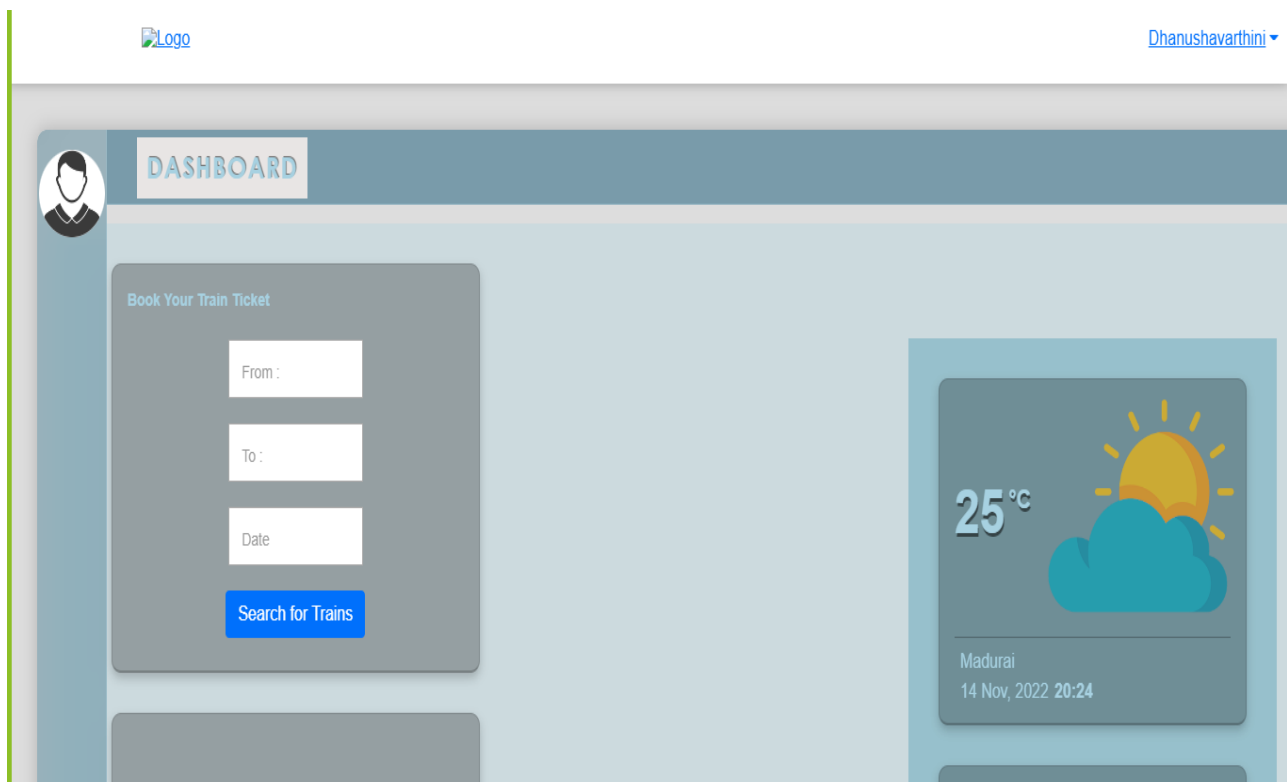 Logo
Dhanushavarthini
DASHBOARD
Book Your Train Ticket
From :
To :
Date
Search for Trains
25 °C
Madurai
14 Nov, 2022 20:24